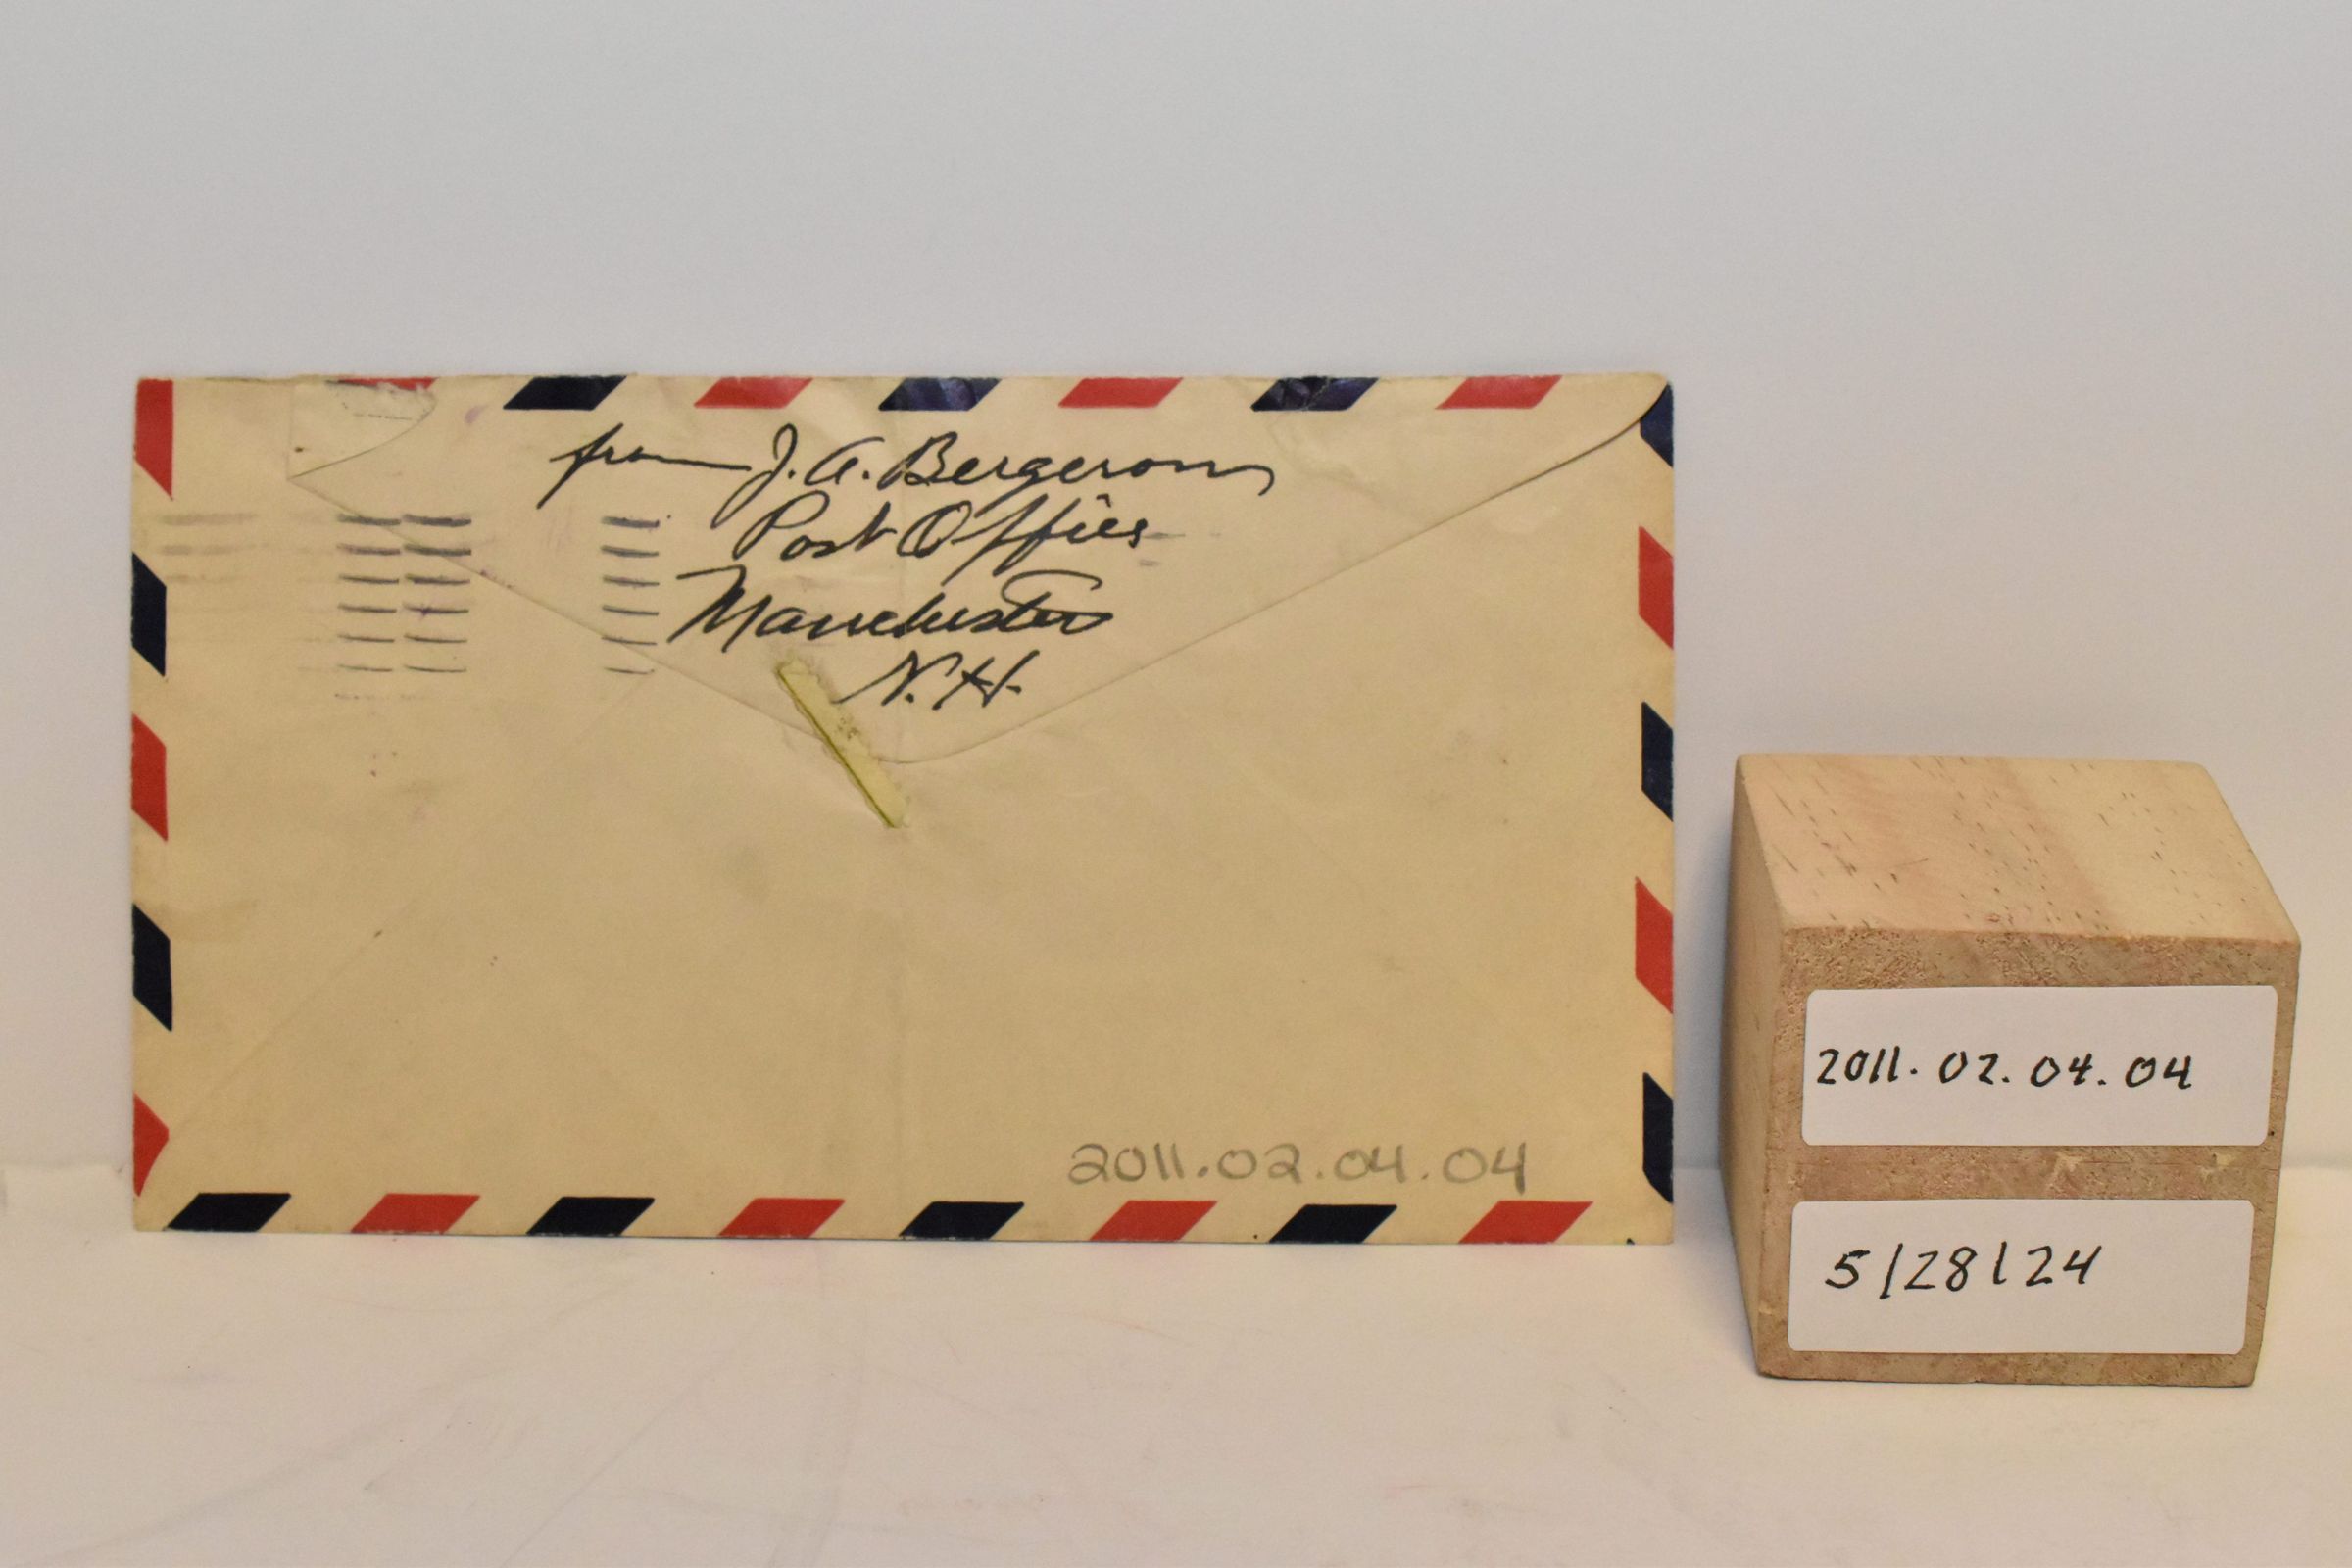 from J. A. Bergeron
Post Office
Manchester
N. H.
2011.02.04.04
2011. 02. 04. 04
5/28/24